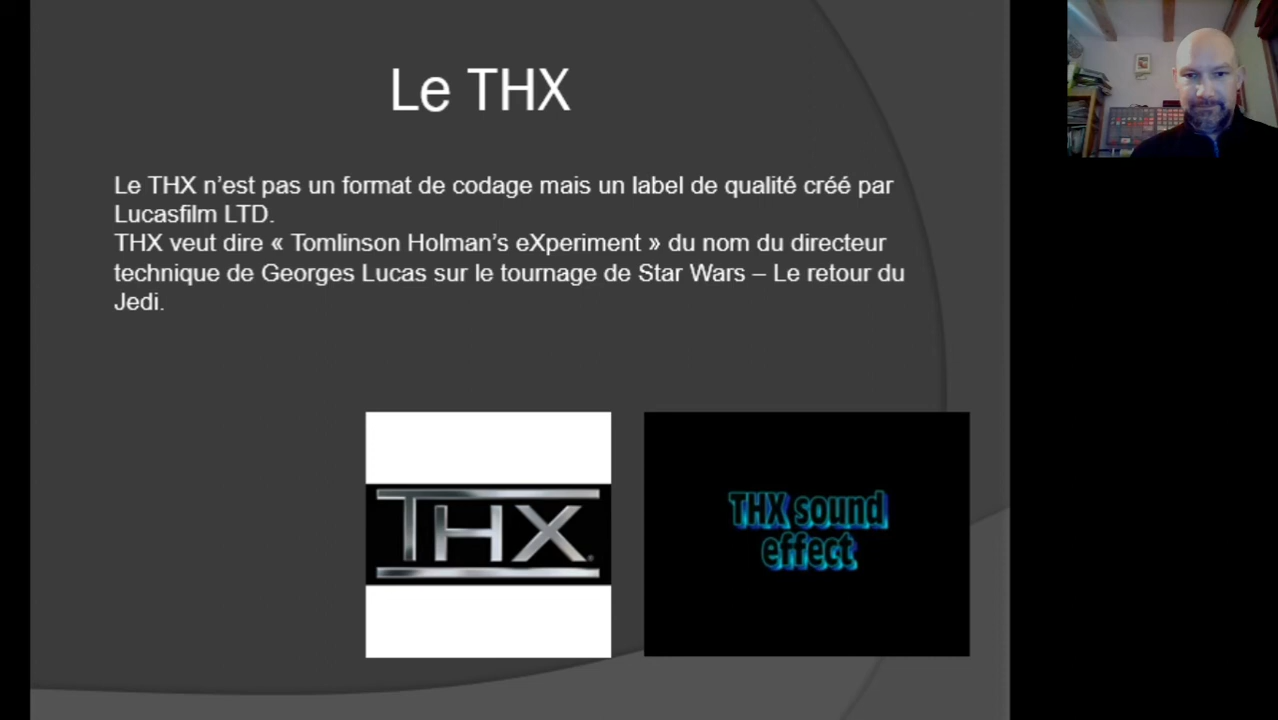 Le THX
Le THX n’est pas un format de codage mais un label de qualité créé par
Lucasfilm LTD.
THX veut dire « Tomlinson Holman’s eXperiment » du nom du directeur
technique de Georges Lucas sur le tournage de Star Wars – Le retour du
Jedi.
THX
THX sound
effect